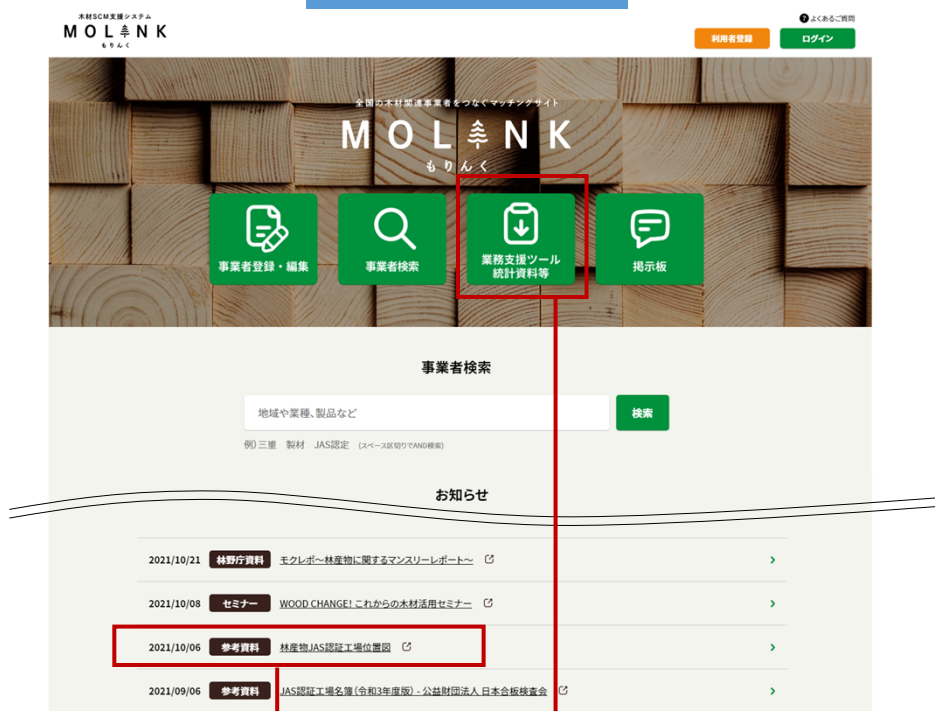 木材SCM支援システム
MOLINK
もりんく
? よくあるご質問
利用者登録
ログイン
全国の木材関連事業者をつなぐマッチングサイト
MOLINK
もりんく
事業者登録・編集
事業者検索
業務支援ツール
統計資料等
掲示板
事業者検索
地域や業種、製品など
検索
例) 三重 製材 JAS認定 (スペース区切りでAND検索)
お知らせ
2021/10/21 林野庁資料 モクレポ～林産物に関するマンスリーレポート～
2021/10/08 セミナー WOOD CHANGE! これからの木材活用セミナー
2021/10/06 参考資料 林産物JAS認証工場位置図
2021/09/06 参考資料 JAS認証工場名簿(令和3年度版) - 公益財団法人 日本合板検査会